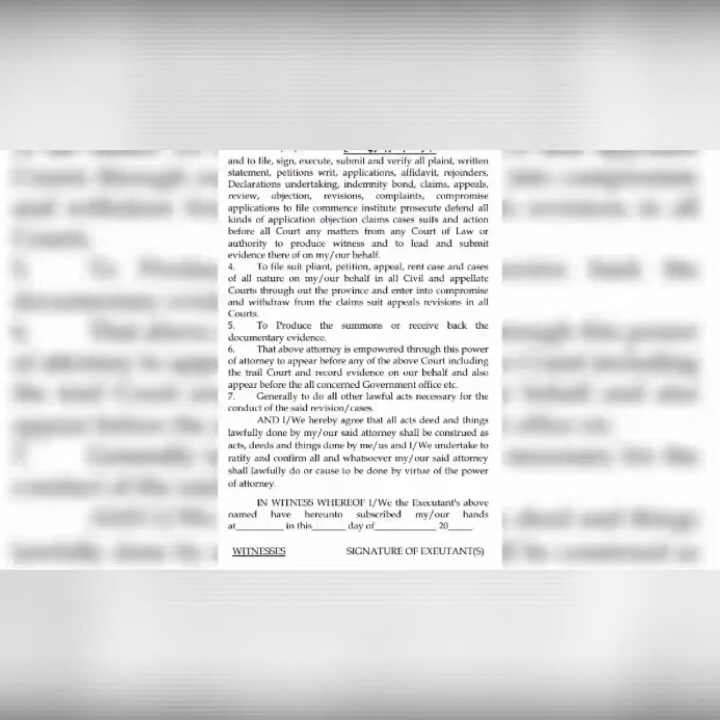 and to file, sign, execute, submit and verify all plaint, written
statement, petitions writ, applications, affidavit, rejoinders,
Declarations undertaking, indemnity bond, claims, appeals,
review, objection, revisions, complaints, compromise
applications to file commence institute prosecute defend all
kinds of application objection claims cases suits and action
before all Court any matters from any Court of Law or
authority to produce witness and to lead and submit
evidence there of on my/our behalf.
4. To file suit pliant, petition, appeal, rent case and cases
of all nature on my/our behalf in all Civil and appellate
Courts through out the province and enter into compromise
and withdraw from the claims suit appeals revisions in all
Courts.
5. To Produce the summons or receive back the
documentary evidence.
6. That above attorney is empowered through this power
of attorney to appear before any of the above Court including
the trail Court and record evidence on our behalf and also
appear before the all concerned Government office etc.
7. Generally to do all other lawful acts necessary for the
conduct of the said revision/cases.
AND I/We hereby agree that all acts deed and things
lawfully done by my/our said attorney shall be construed as
acts, deeds and things done by me/us and I/We undertake to
ratify and confirm all and whatsoever my/our said attorney
shall lawfully do or cause to be done by virtue of the power
of attorney.
IN WITNESS WHEREOF I/We the Executant's above
named have hereunto subscribed my/our hands
at_________ in this______ day of___________ 20____
WITNESSES SIGNATURE OF EXEUTANT(S)